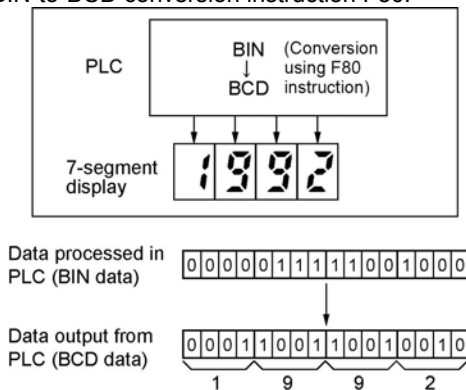 BIN-to-BCD conversion instruction F80.
PLC
BIN (Conversion
↓ using F80
BCD instruction)
7-segment
display
1992
Data processed in
PLC (BIN data)
0000011111001000
Data output from
PLC (BCD data)
0001100110010010
1 9 9 2